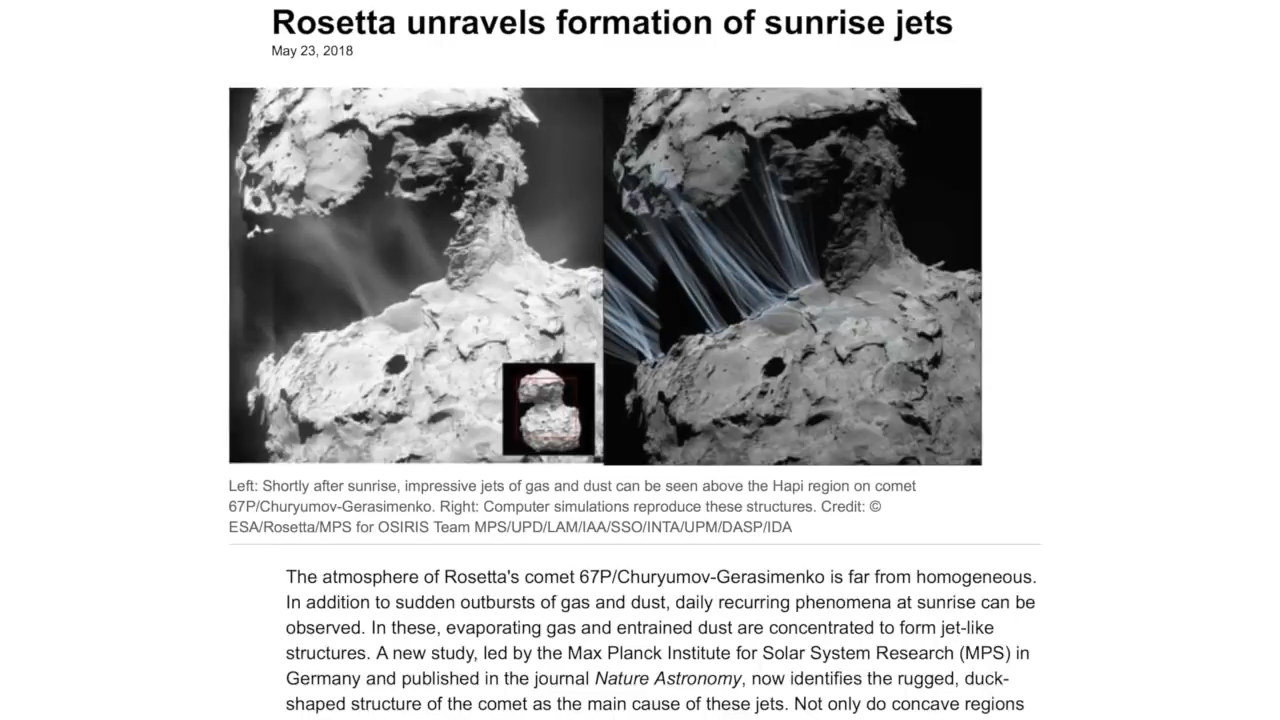 Rosetta unravels formation of sunrise jets
May 23, 2018
Left: Shortly after sunrise, impressive jets of gas and dust can be seen above the Hapi region on comet
67P/Churyumov-Gerasimenko. Right: Computer simulations reproduce these structures. Credit: ©
ESA/Rosetta/MPS for OSIRIS Team MPS/UPD/LAM/IAA/SSO/INTA/UPM/DASP/IDA
The atmosphere of Rosetta's comet 67P/Churyumov-Gerasimenko is far from homogeneous.
In addition to sudden outbursts of gas and dust, daily recurring phenomena at sunrise can be
observed. In these, evaporating gas and entrained dust are concentrated to form jet-like
structures. A new study, led by the Max Planck Institute for Solar System Research (MPS) in
Germany and published in the journal Nature Astronomy, now identifies the rugged, duck-
shaped structure of the comet as the main cause of these jets. Not only do concave regions